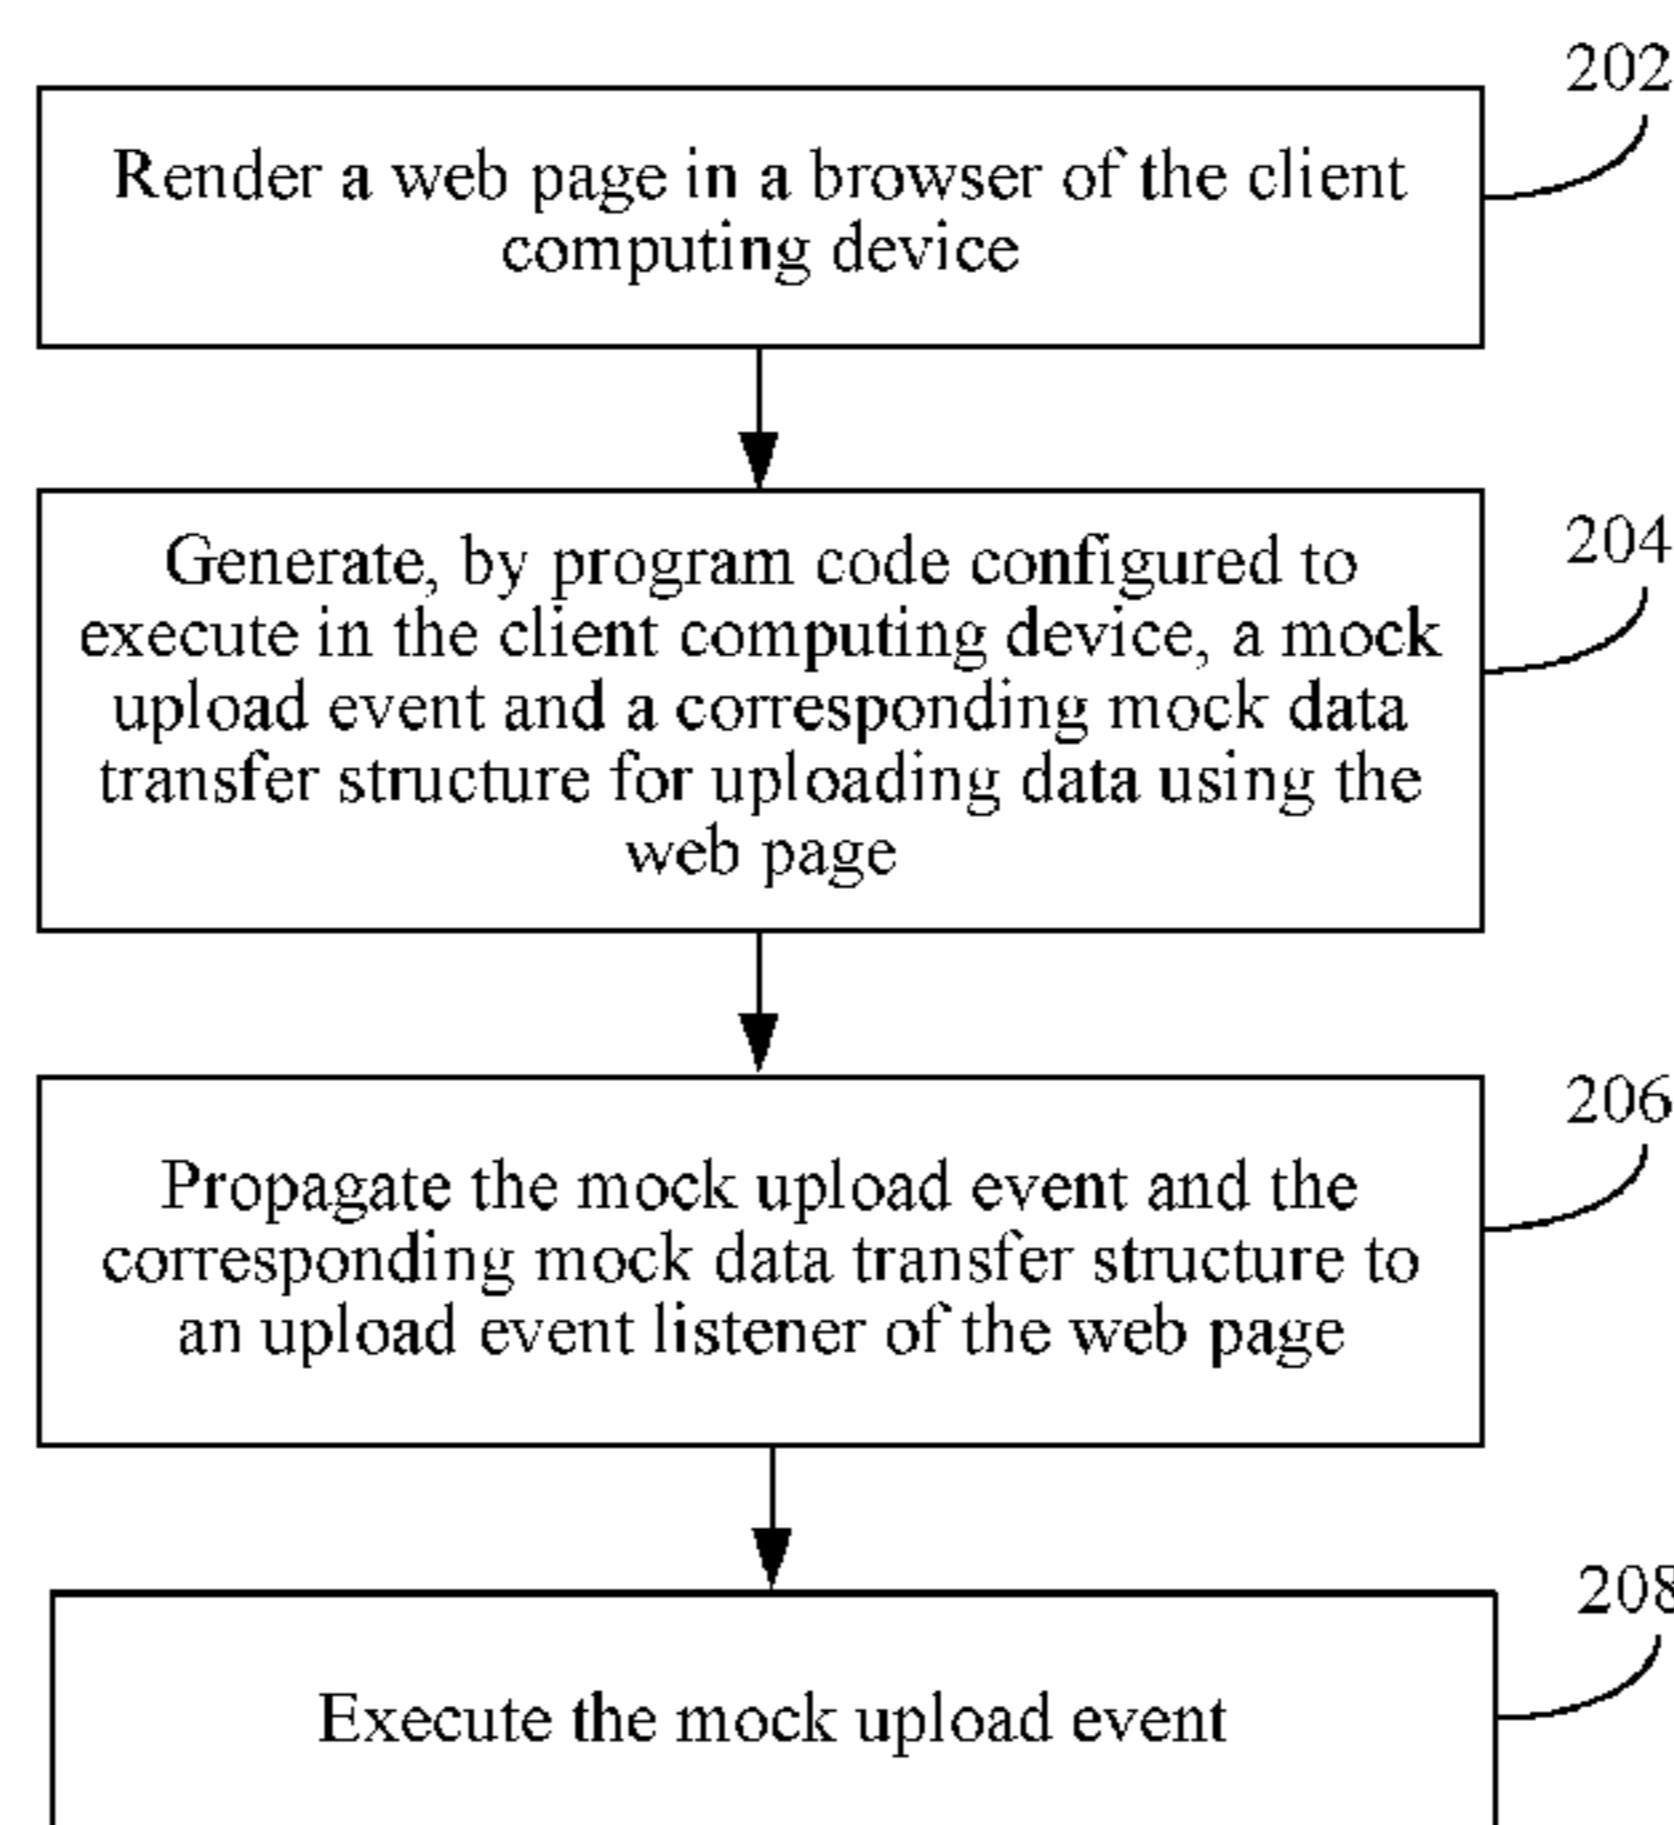 202
Render a web page in a browser of the client
computing device
204
Generate, by program code configured to
execute in the client computing device, a mock
upload event and a corresponding mock data
transfer structure for uploading data using the
web page
206
Propagate the mock upload event and the
corresponding mock data transfer structure to
an upload event listener of the web page
208
Execute the mock upload event